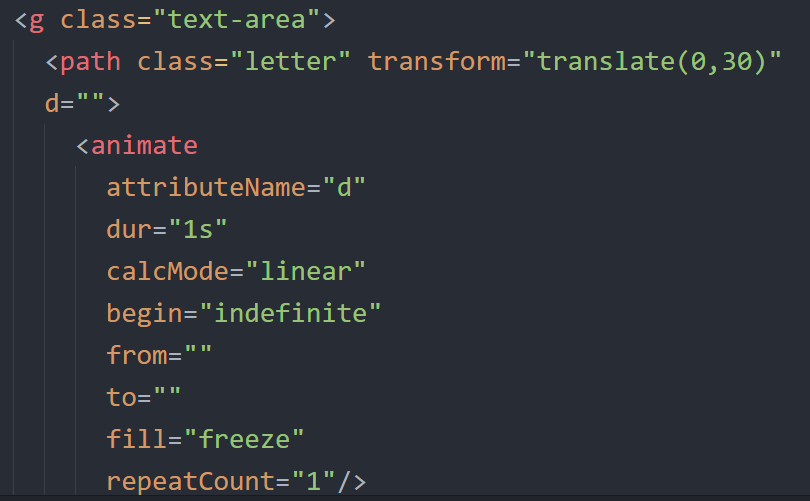 <g class="text-area">
<path class="letter" transform="translate(0,30)"
d="">
<animate
attributeName="d"
dur="1s"
calcMode="linear"
begin="indefinite"
from=""
to=""
fill="freeze"
repeatCount="1"/>